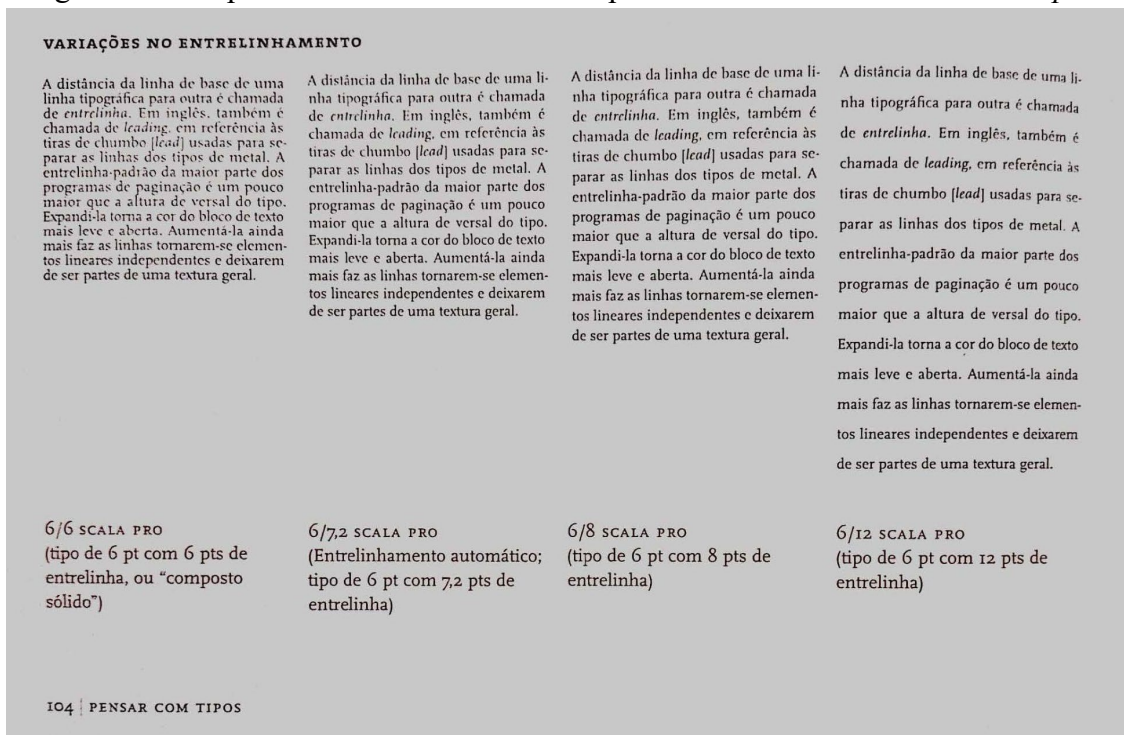 VARIAÇÕES NO ENTRELINHAMENTO
A distância da linha de base de uma
linha tipográfica para outra é chamada
de entrelinha. Em inglês, também é
chamada de leading, em referência às
tiras de chumbo [lead] usadas para se-
parar as linhas dos tipos de metal. A
entrelinha-padrão da maior parte dos
programas de paginação é um pouco
maior que a altura de versal do tipo.
Expandi-la torna a cor do bloco de texto
mais leve e aberta. Aumentá-la ainda
mais faz as linhas tornarem-se elemen-
tos lineares independentes e deixarem
de ser partes de uma textura geral.
6/6 SCALA PRO
(tipo de 6 pt com 6 pts de
entrelinha, ou “composto
sólido”)
A distância da linha de base de uma li-
nha tipográfica para outra é chamada
de entrelinha. Em inglês, também é
chamada de leading, em referência às
tiras de chumbo [lead] usadas para se-
parar as linhas dos tipos de metal. A
entrelinha-padrão da maior parte dos
programas de paginação é um pouco
maior que a altura de versal do tipo.
Expandi-la torna a cor do bloco de texto
mais leve e aberta. Aumentá-la ainda
mais faz as linhas tornarem-se elemen-
tos lineares independentes e deixarem
de ser partes de uma textura geral.
6/7,2 SCALA PRO
(Entrelinhamento automático;
tipo de 6 pt com 7,2 pts de
entrelinha)
A distância da linha de base de uma li-
nha tipográfica para outra é chamada
de entrelinha. Em inglês, também é
chamada de leading, em referência às
tiras de chumbo [lead] usadas para se-
parar as linhas dos tipos de metal. A
entrelinha-padrão da maior parte dos
programas de paginação é um pouco
maior que a altura de versal do tipo.
Expandi-la torna a cor do bloco de texto
mais leve e aberta. Aumentá-la ainda
mais faz as linhas tornarem-se elemen-
tos lineares independentes e deixarem
de ser partes de uma textura geral.
6/8 SCALA PRO
(tipo de 6 pt com 8 pts de
entrelinha)
A distância da linha de base de uma li-
nha tipográfica para outra é chamada
de entrelinha. Em inglês, também é
chamada de leading, em referência às
tiras de chumbo [lead] usadas para se-
parar as linhas dos tipos de metal. A
entrelinha-padrão da maior parte dos
programas de paginação é um pouco
maior que a altura de versal do tipo.
Expandi-la torna a cor do bloco de texto
mais leve e aberta. Aumentá-la ainda
mais faz as linhas tornarem-se elemen-
tos lineares independentes e deixarem
de ser partes de uma textura geral.
6/12 SCALA PRO
(tipo de 6 pt com 12 pts de
entrelinha)
104 | PENSAR COM TIPOS